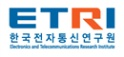 ETRI
한국전자통신연구원
Electronics and Telecommunications Research Institute